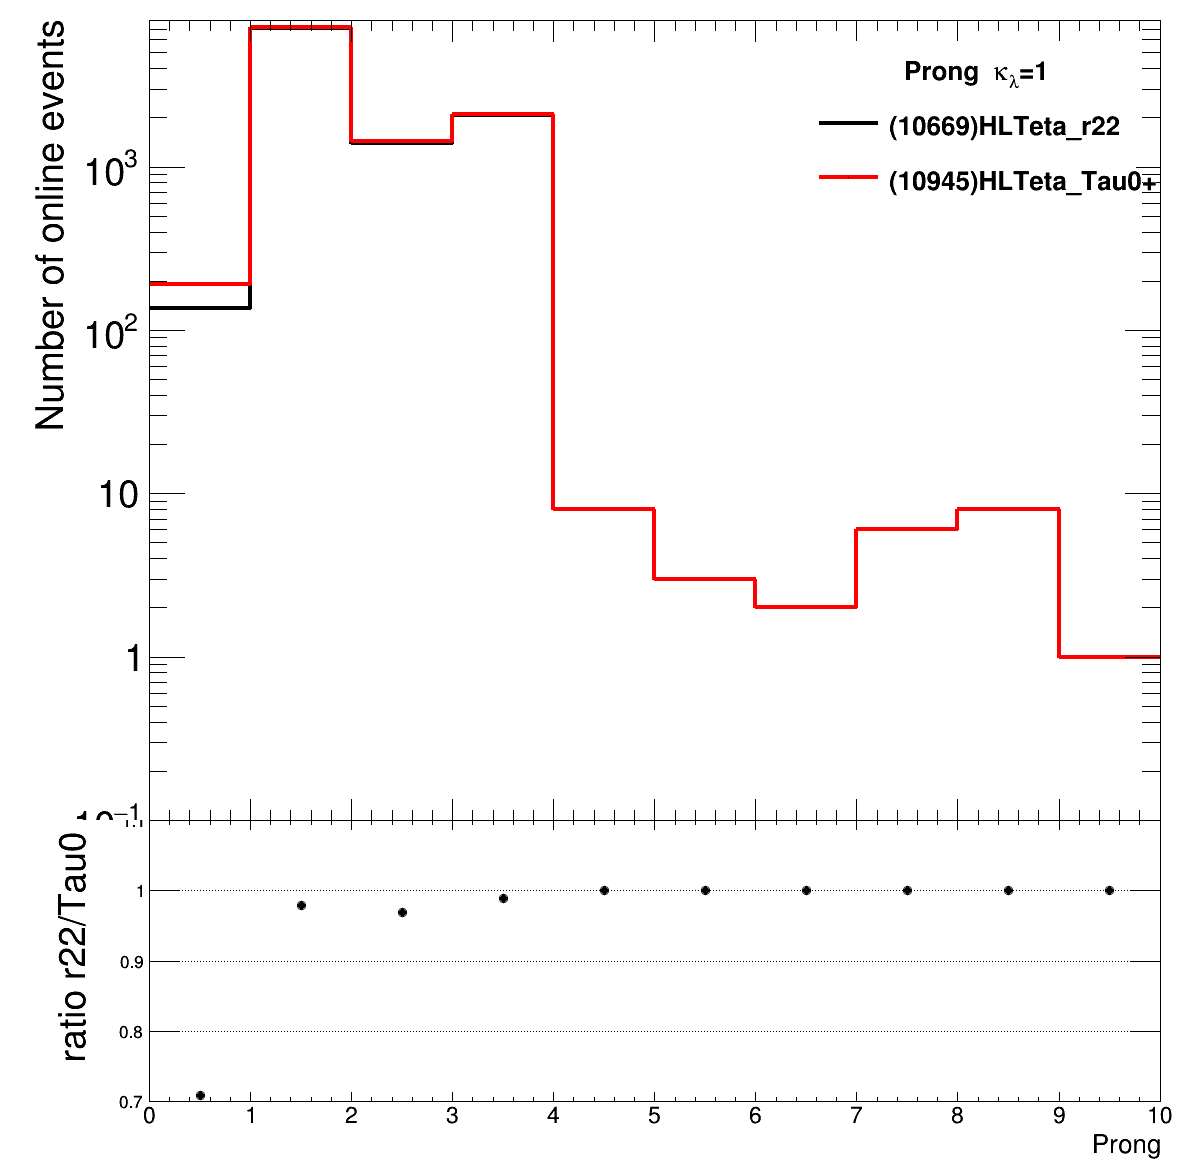 Number of online events
Prong κλ=1
(10669)HLTeta_r22
(10945)HLTeta_Tau0+
10³
10²
10
1
ratio r22/Tau0
1
0.9
0.8
0.7
0 1 2 3 4 5 6 7 8 9 10
Prong